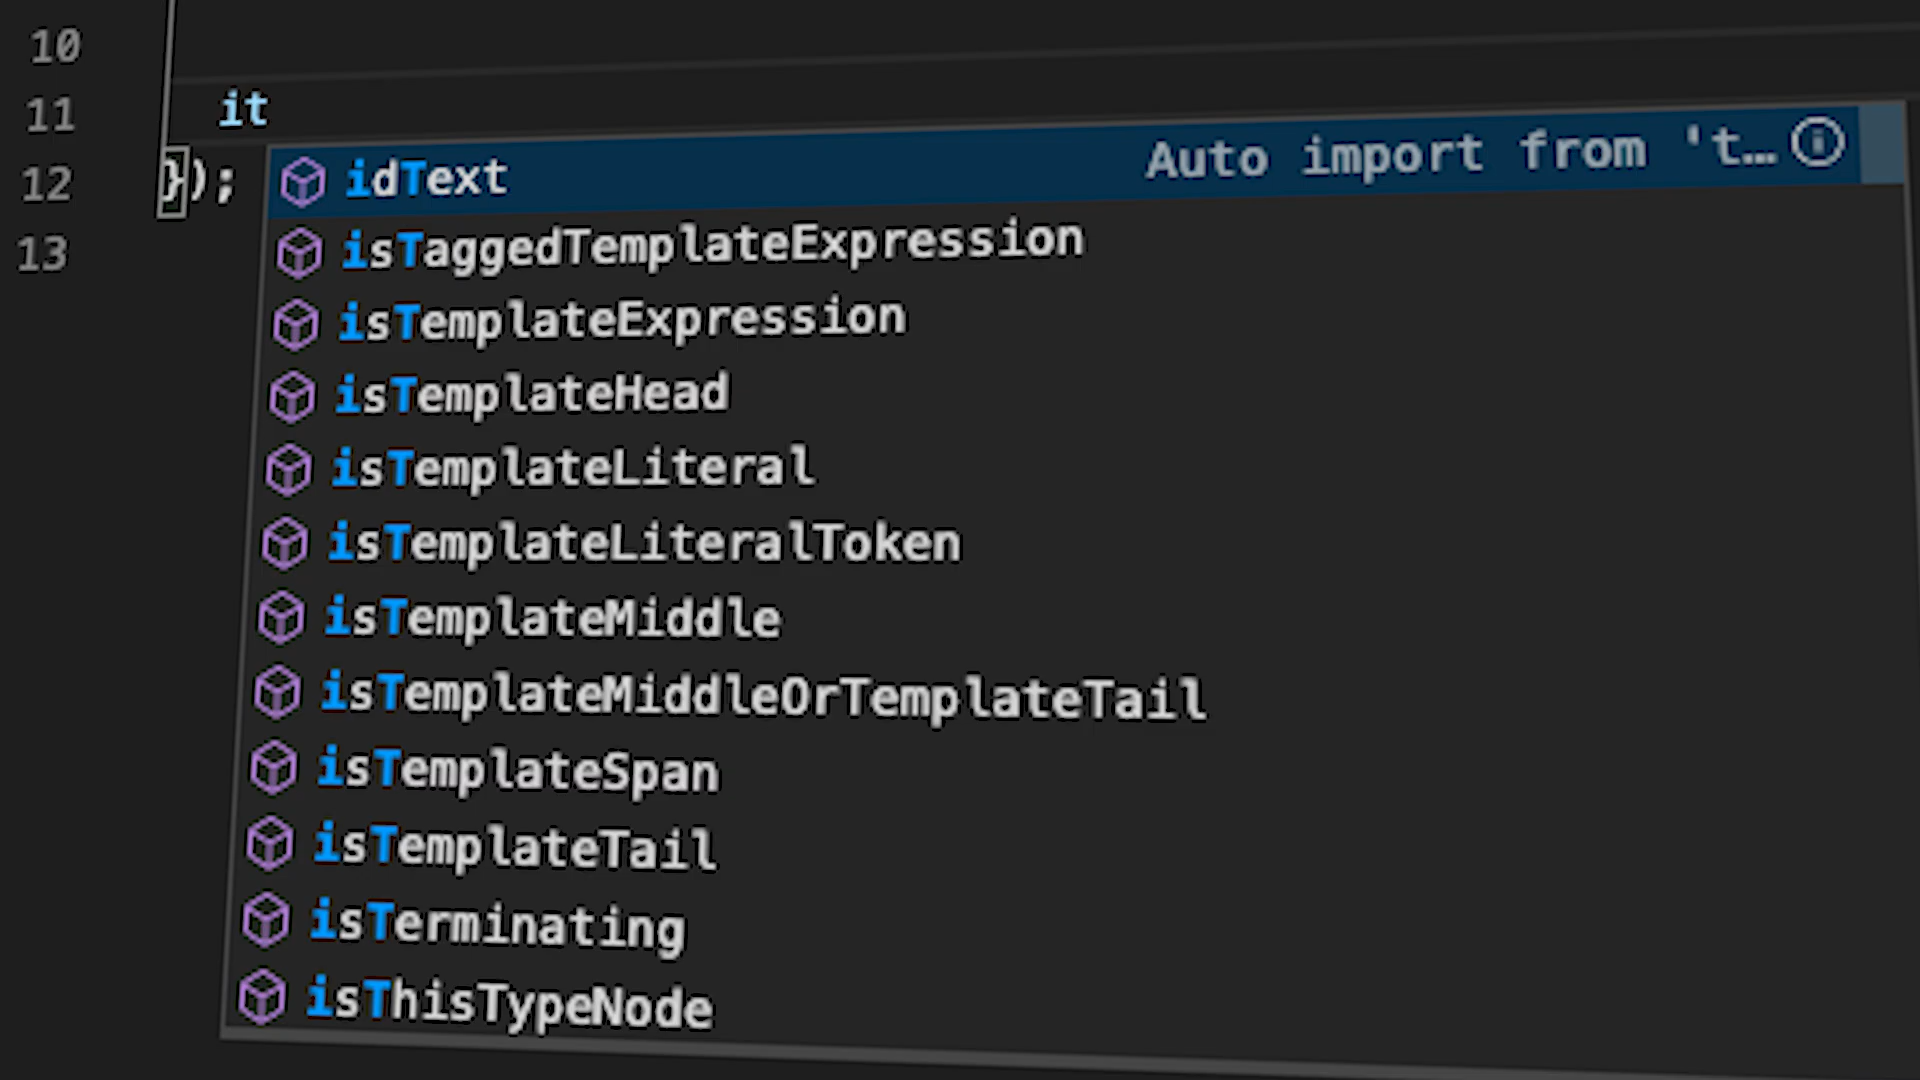 10
11 it
12 });
13
idText Auto import from 't…
isTaggedTemplateExpression
isTemplateExpression
isTemplateHead
isTemplateLiteral
isTemplateLiteralToken
isTemplateMiddle
isTemplateMiddleOrTemplateTail
isTemplateSpan
isTemplateTail
isTerminating
isThisTypeNode